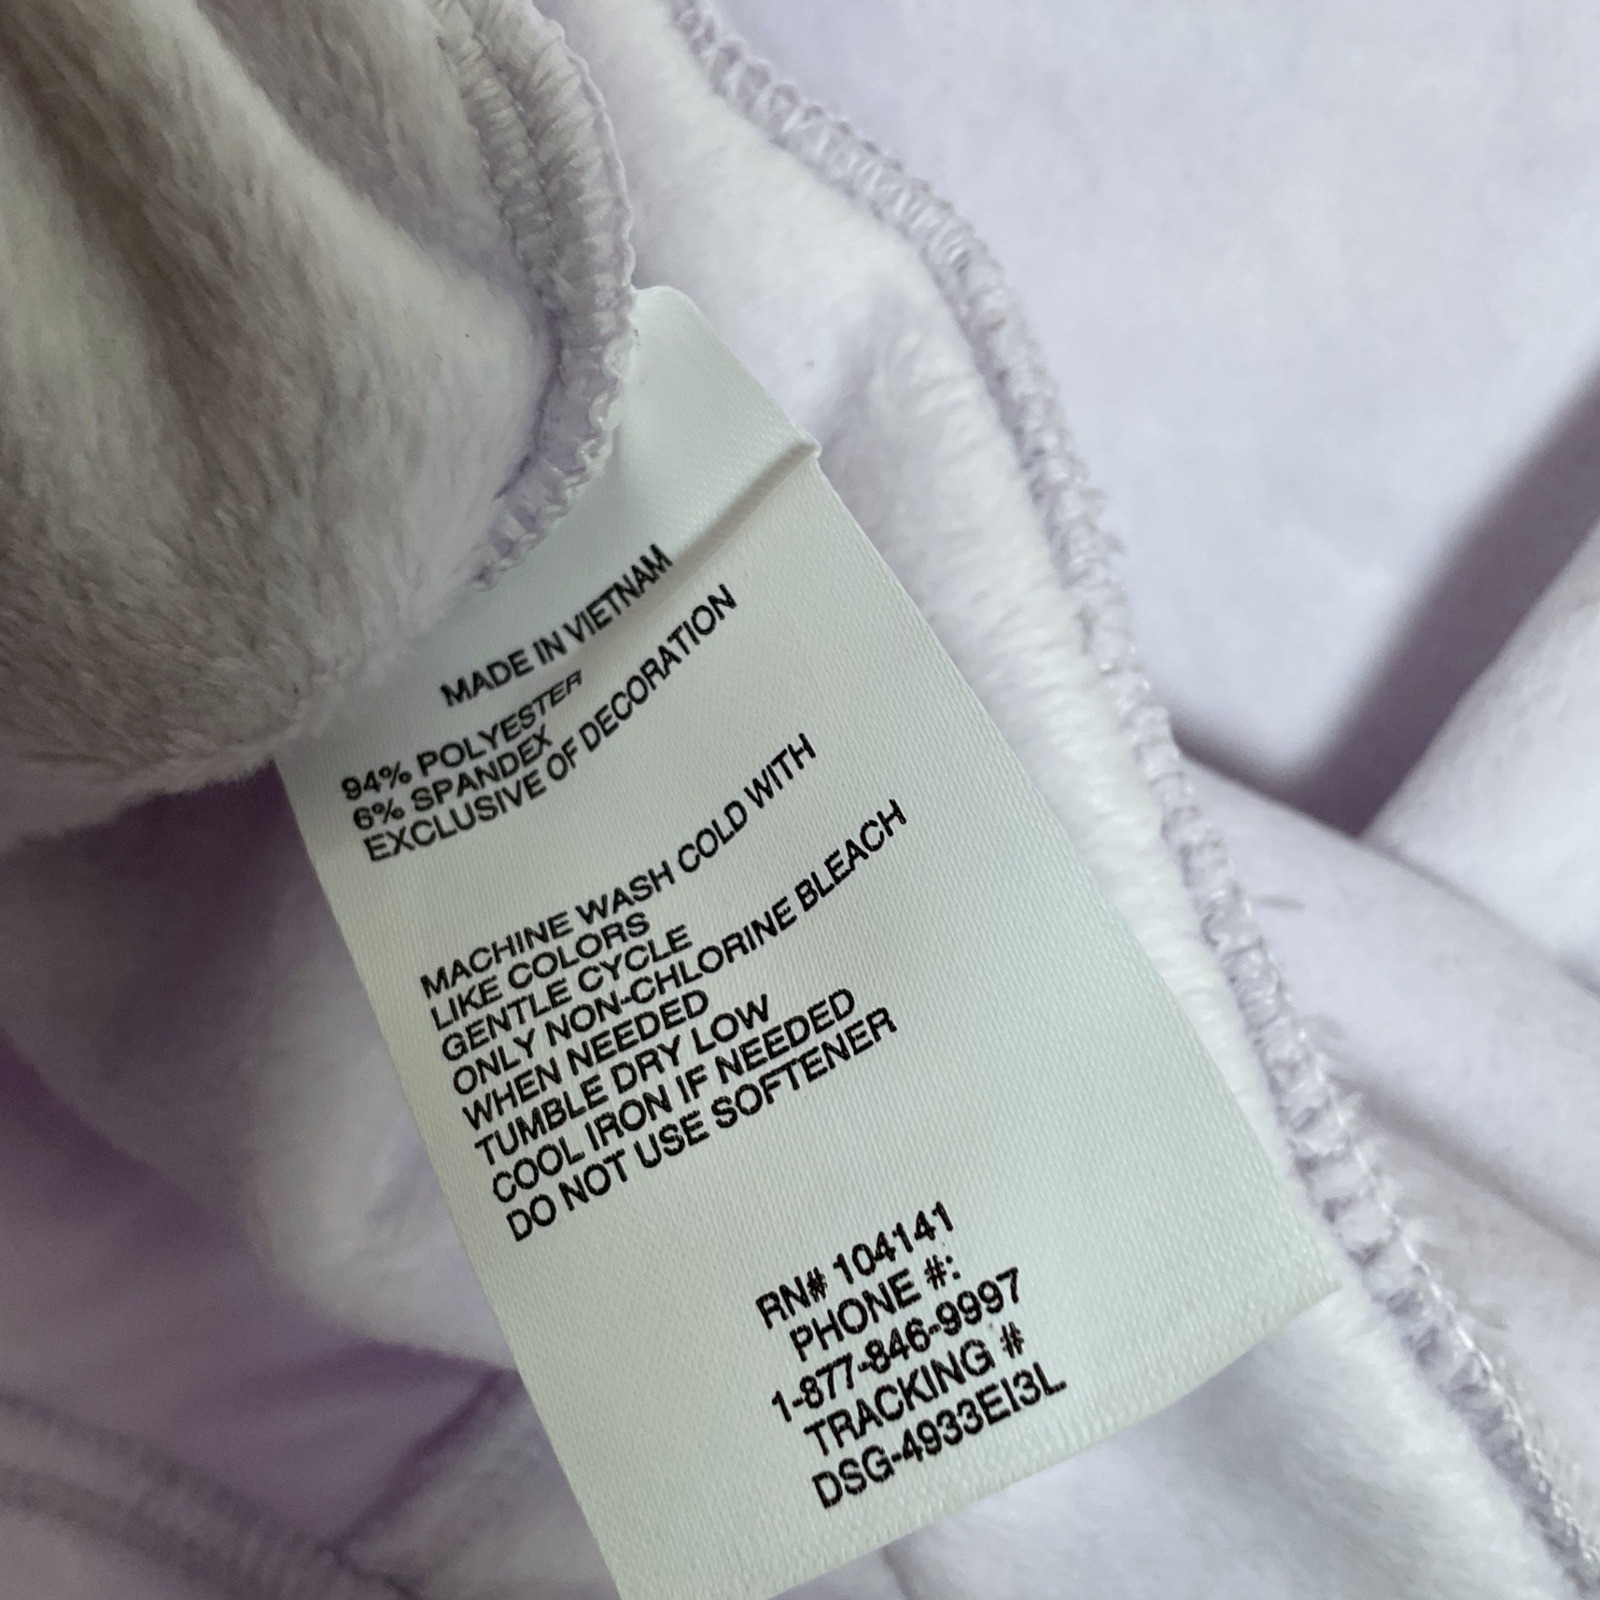 MADE IN VIETNAM
94% POLYESTER
6% SPANDEX
EXCLUSIVE OF DECORATION
MACHINE WASH COLD WITH
LIKE COLORS
GENTLE CYCLE
ONLY NON-CHLORINE BLEACH
WHEN NEEDED
TUMBLE DRY LOW
COOL IRON IF NEEDED
DO NOT USE SOFTENER
RN# 104141
PHONE #:
1-877-846-9997
TRACKING #
DSG-4933EI3L